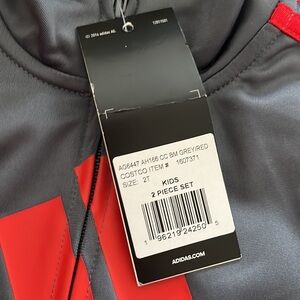 © 2016 adidas AG.
AG6447 AH166 CC BM GREY/RED
COSTCO ITEM # 1607371
SIZE: 2T
KIDS
2 PIECE SET
1 96219 24250 5
ADIDAS.COM